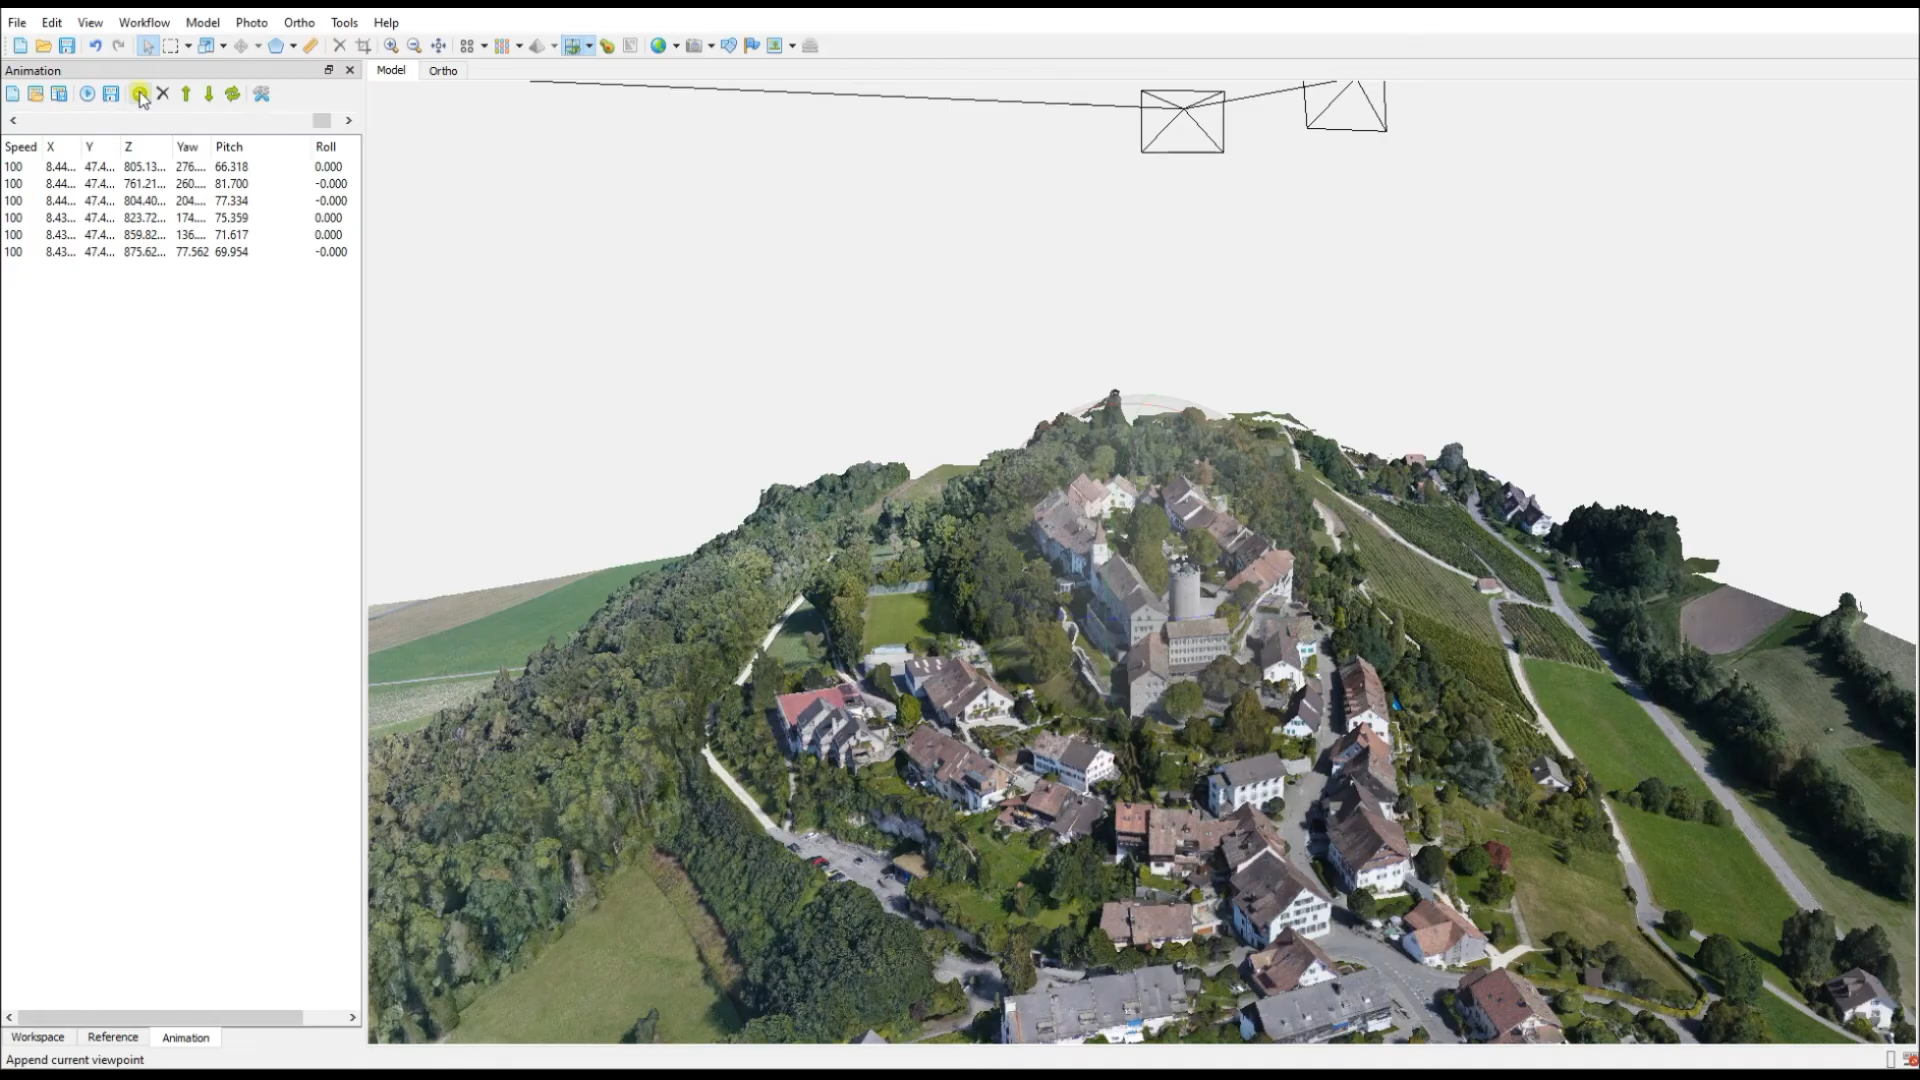 File Edit View Workflow Model Photo Ortho Tools Help
Animation
Model Ortho
Speed X Y Z Yaw Pitch Roll
100 8.44... 47.4... 805.13... 276.... 66.318 0.000
100 8.44... 47.4... 761.21... 260.... 81.700 -0.000
100 8.44... 47.4... 804.40... 204.... 77.334 -0.000
100 8.43... 47.4... 823.72... 174.... 75.359 0.000
100 8.43... 47.4... 859.82... 136.... 71.617 0.000
100 8.43... 47.4... 875.62... 77.562 69.954 -0.000
Workspace Reference Animation
Append current viewpoint